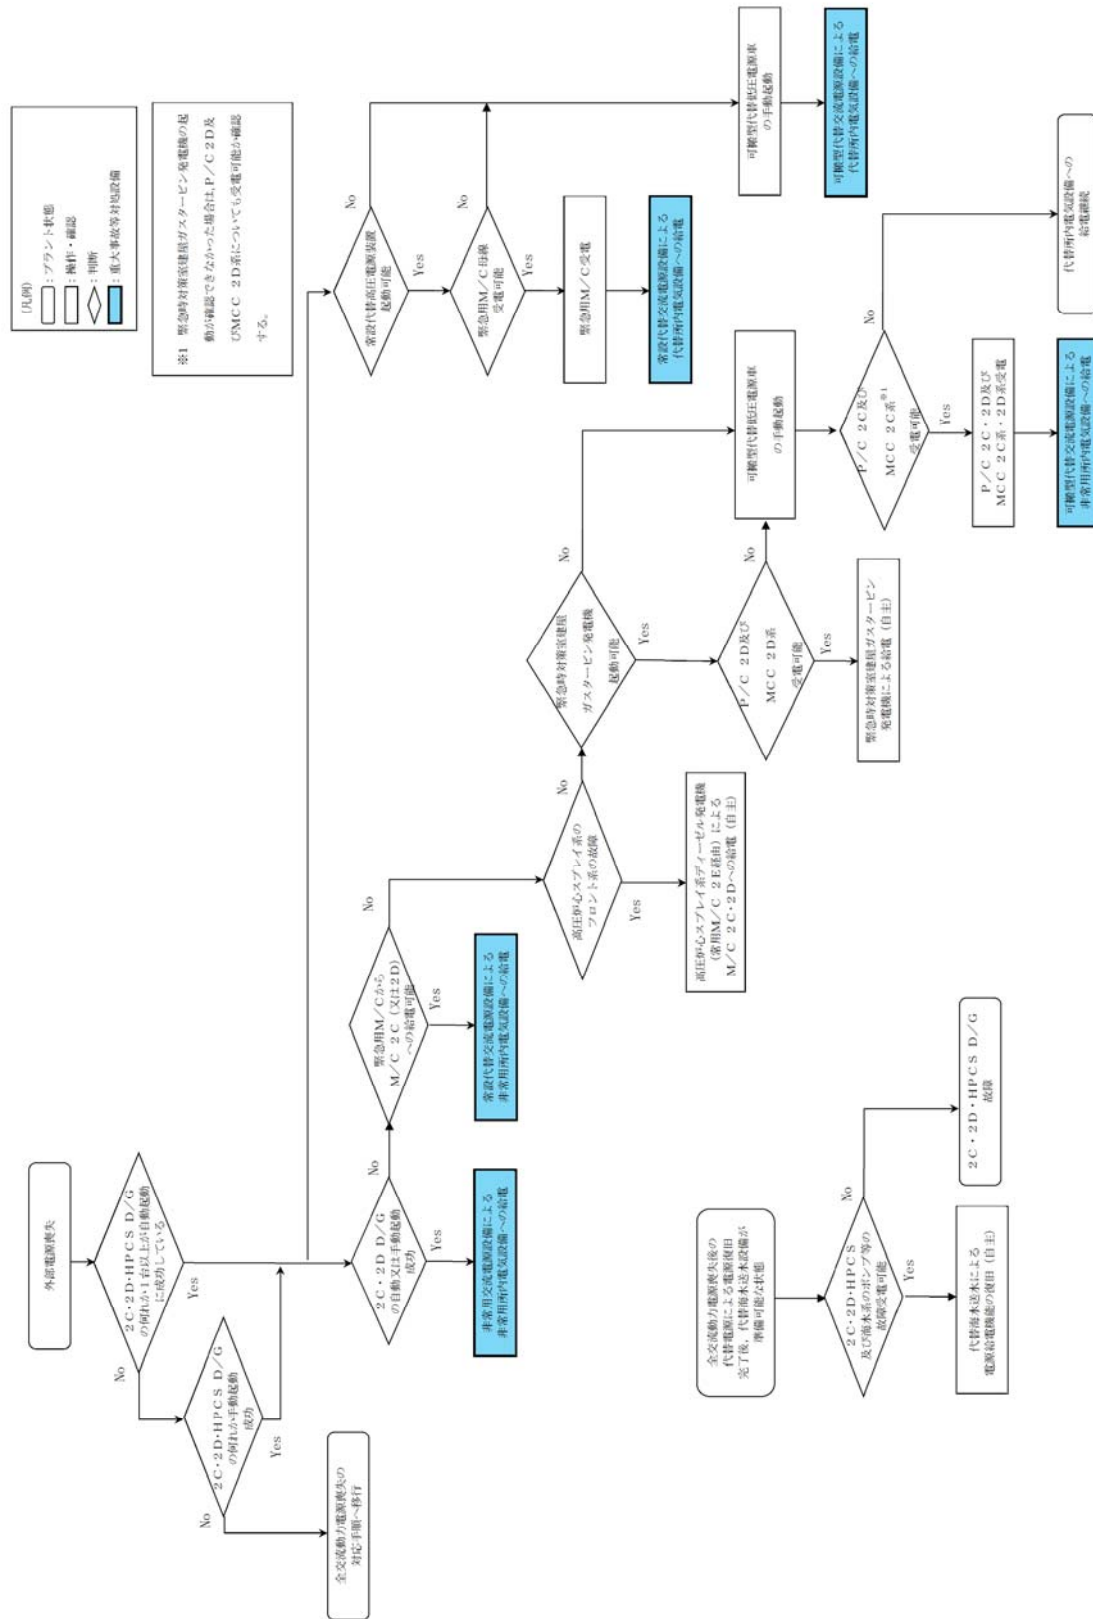 外部電源喪失
2C・2D・HPCS D/G
の何れか1台以上が自動起動
に成功している
No
Yes
2C・2D・HPCS D/G
の何れか手動起動
成功
No
Yes
全交流動力電源喪失の
対応手順へ移行
2C・2D D/G
の自動又は手動起動
成功
No
Yes
非常用交流電源設備による
非常用所内電気設備への給電
緊急用M/Cから
M/C 2C(又は2D)
への給電可能
No
Yes
常設代替交流電源設備による
非常用所内電気設備への給電
高圧炉心スプレイ系の
フロント系の故障
No
Yes
高圧炉心スプレイ系ディーゼル発電機
(常用M/C 2E経由)による
M/C 2C・2Dへの給電(自主)
緊急時対策室建屋
ガスタービン発電機
起動可能
No
Yes
P/C 2D及び
MCC 2D系
受電可能
No
Yes
緊急時対策室建屋ガスタービン
発電機による給電(自主)
可搬型代替低圧電源車
の手動起動
P/C 2C及び
MCC 2C系※1
受電可能
No
Yes
P/C 2C・2D及び
MCC 2C系・2D系受電
可搬型代替交流電源設備による
非常用所内電気設備への給電
代替所内電気設備への
給電継続
常設代替高圧電源装置
起動可能
No
Yes
緊急用M/C母線
受電可能
No
Yes
緊急用M/C受電
常設代替交流電源設備による
代替所内電気設備への給電
可搬型代替低圧電源車
の手動起動
可搬型代替交流電源設備による
代替所内電気設備への給電
全交流動力電源喪失後の
代替電源による電源復旧
完了後,代替海水送水設備が
準備可能な状態
2C・2D・HPCS
及び海水系のポンプ等の
故障受電可能
No
Yes
代替海水送水による
電源給電機能の復旧(自主)
2C・2D・HPCS D/G
故障
(凡例)
:プラント状態
:操作・確認
:判断
:重大事故等対処設備
※1 緊急時対策室建屋ガスタービン発電機の起
動が確認できなかった場合は,P/C 2D及
びMCC 2D系についても受電可能か確認
する。